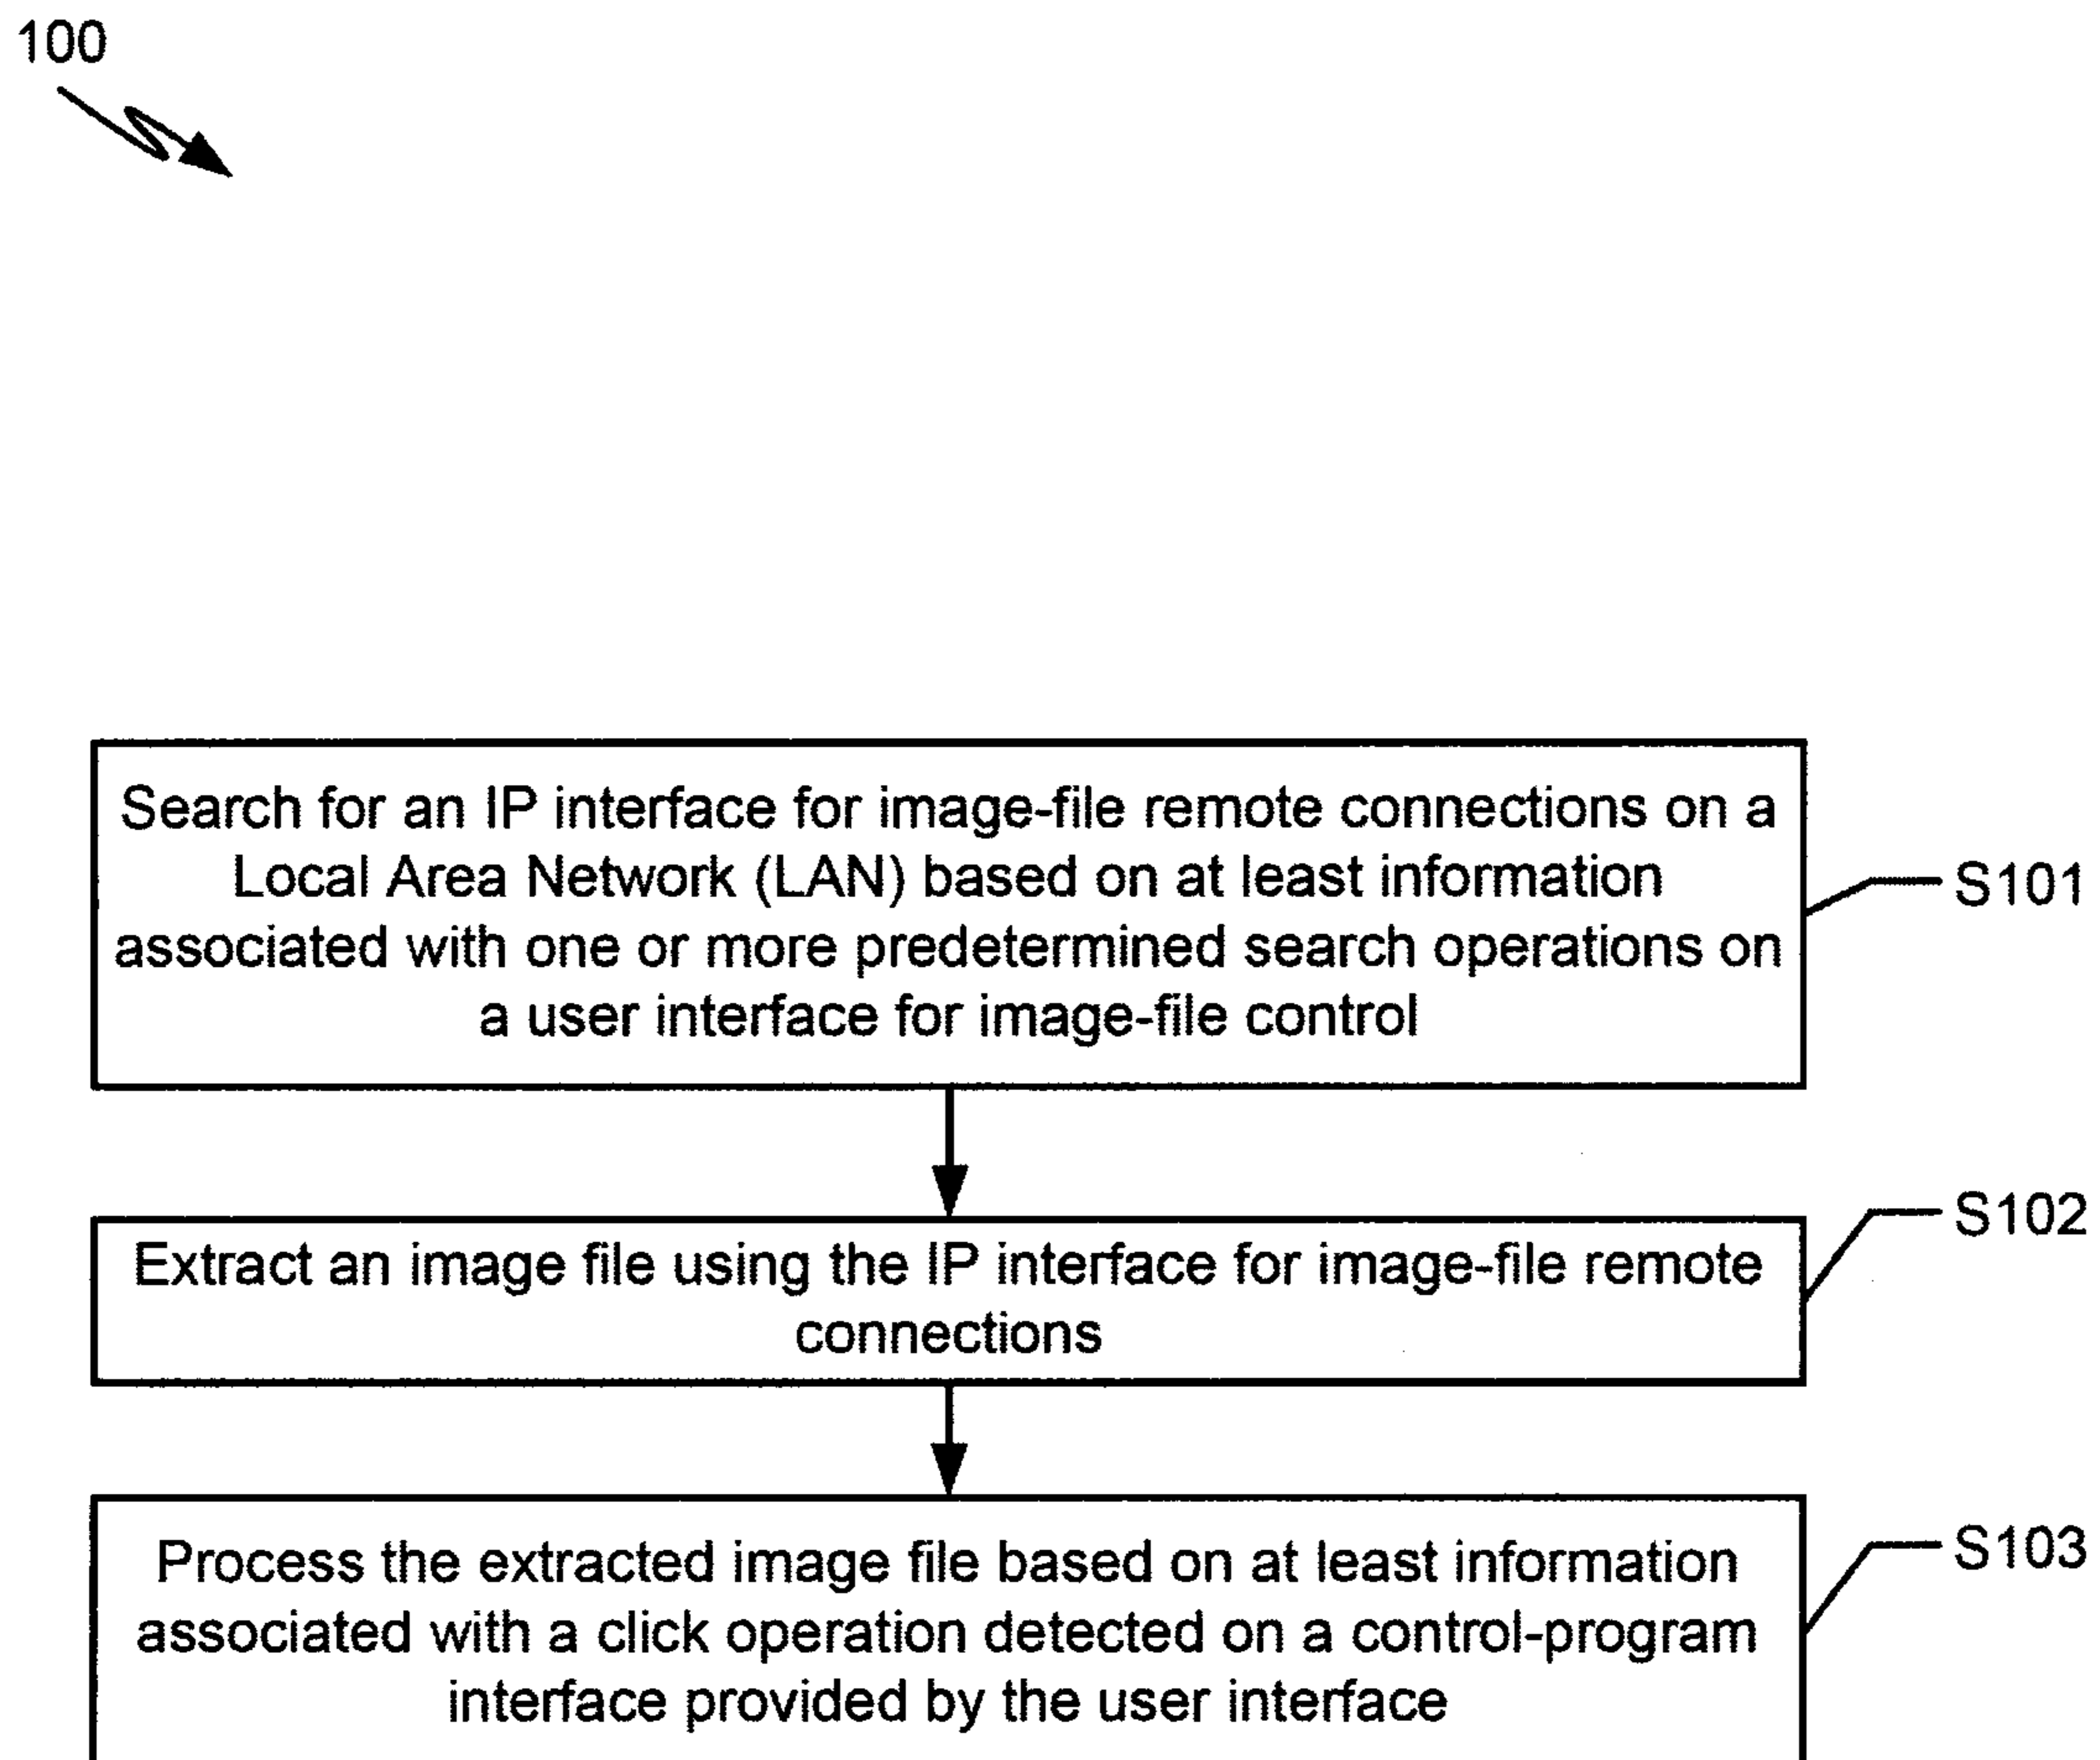 100
Search for an IP interface for image-file remote connections on a
Local Area Network (LAN) based on at least information
associated with one or more predetermined search operations on
a user interface for image-file control
S101
Extract an image file using the IP interface for image-file remote
connections
S102
Process the extracted image file based on at least information
associated with a click operation detected on a control-program
interface provided by the user interface
S103